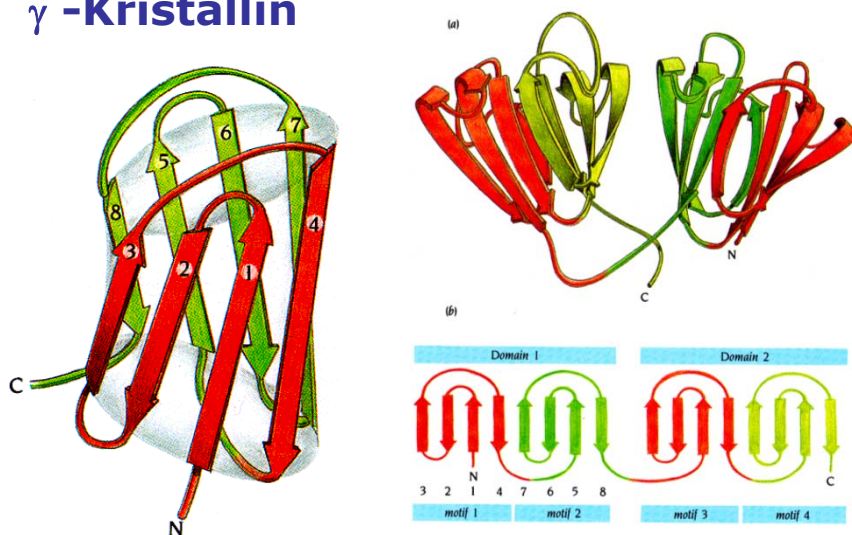 γ -Kristallin
(a)
7
6
5
4
8
3
2
1
C
N
N
C
(b)
Domain 1 Domain 2
N C
3 2 1 4 7 6 5 8
motif 1 motif 2 motif 3 motif 4